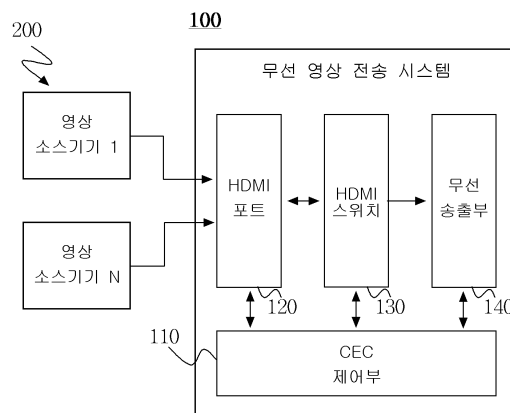 100
200
무선 영상 전송 시스템
영상
소스기기 1
영상
소스기기 N
HDMI
포트
HDMI
스위치
무선
송출부
120
130
140
110
CEC
제어부